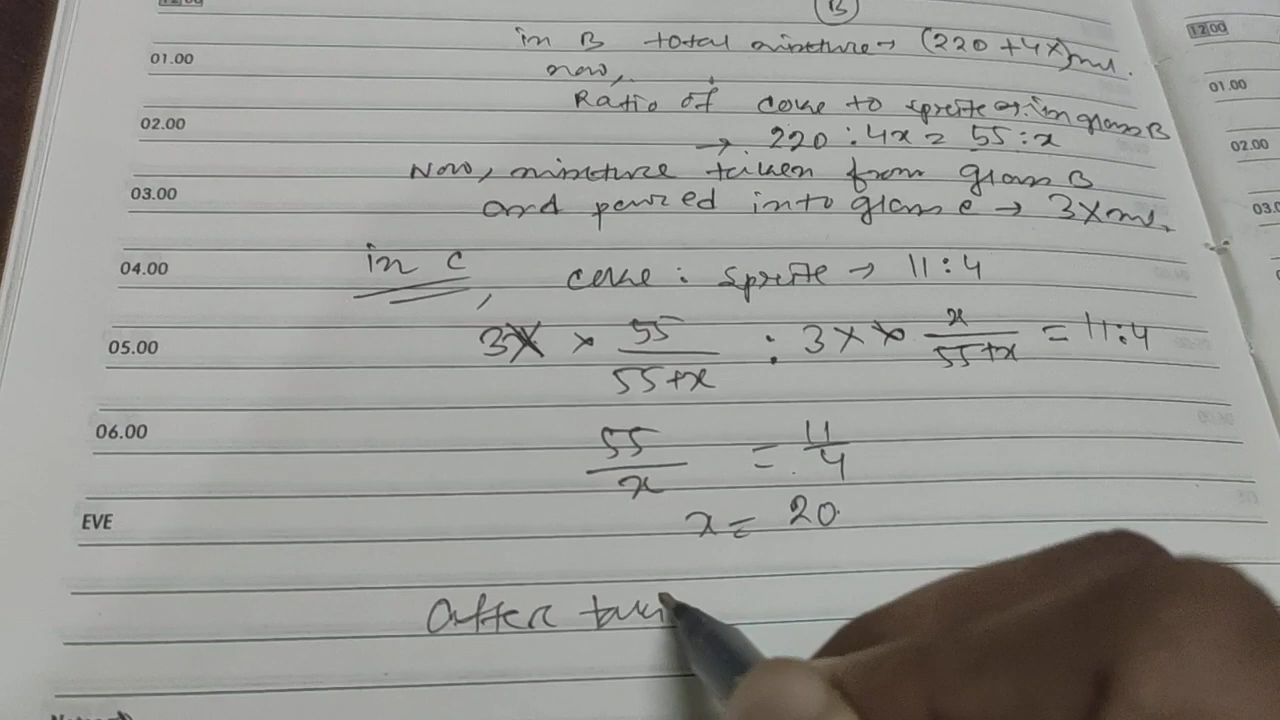 B
in B total mixture → (220 + 4x) ml.
now,
Ratio of coke to sprite in glass B
→ 220 : 4x = 55 : x
Now, mixture taken from glass B
and poured into glass C → 3x ml.
in C, coke : sprite → 11 : 4
3x × 55/55+x : 3x × x/55+x = 11:4
55/x = 11/4
x = 20
After taki
12.00
01.00
02.00
03.00
04.00
05.00
06.00
EVE
12.00
01.00
02.00